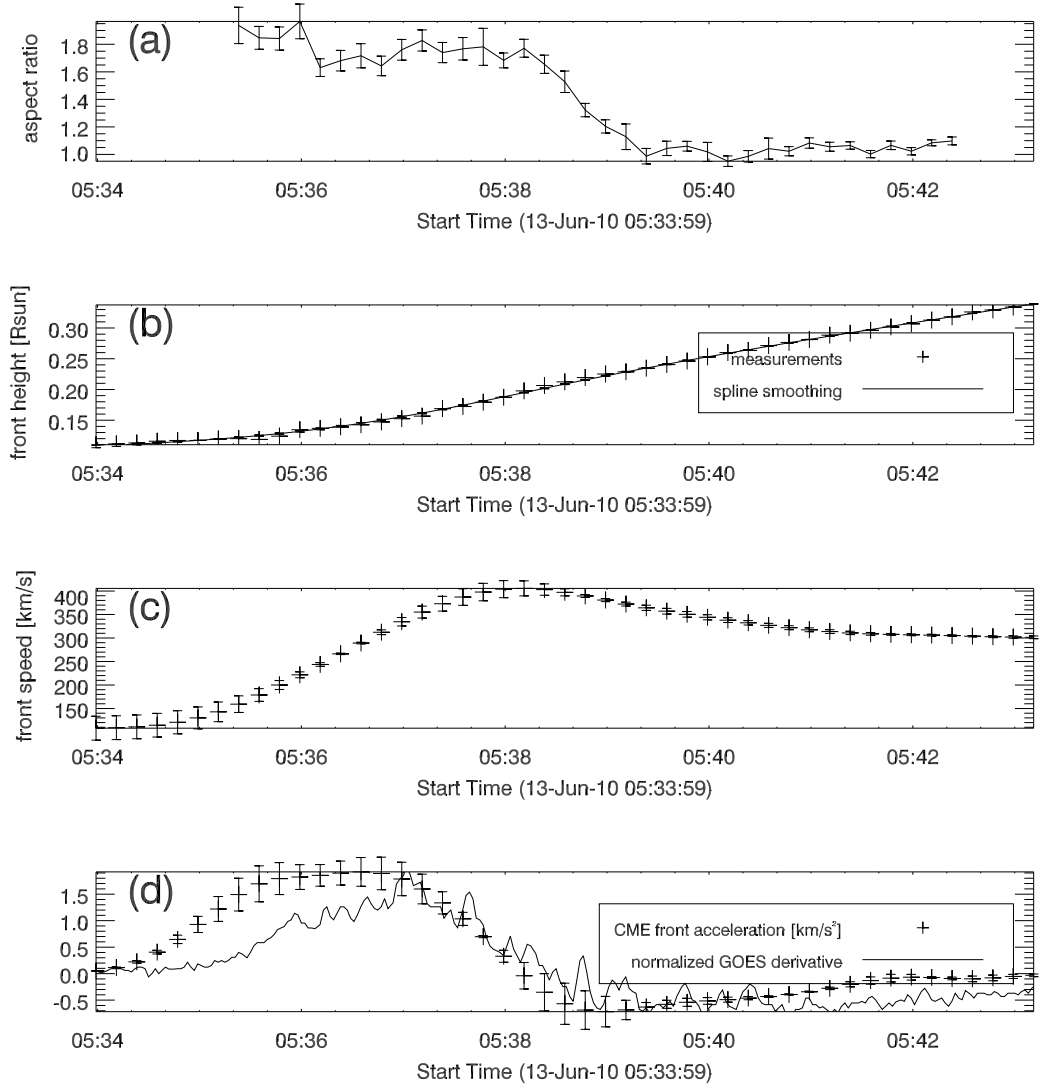 (a)
aspect ratio
1.8
1.6
1.4
1.2
1.0
05:34 05:36 05:38 05:40 05:42
Start Time (13-Jun-10 05:33:59)
(b)
front height [Rsun]
0.30
0.25
0.20
0.15
measurements
spline smoothing
05:34 05:36 05:38 05:40 05:42
Start Time (13-Jun-10 05:33:59)
(c)
front speed [km/s]
400
350
300
250
200
150
05:34 05:36 05:38 05:40 05:42
Start Time (13-Jun-10 05:33:59)
(d)
1.5
1.0
0.5
0.0
-0.5
CME front acceleration [km/s²]
normalized GOES derivative
05:34 05:36 05:38 05:40 05:42
Start Time (13-Jun-10 05:33:59)